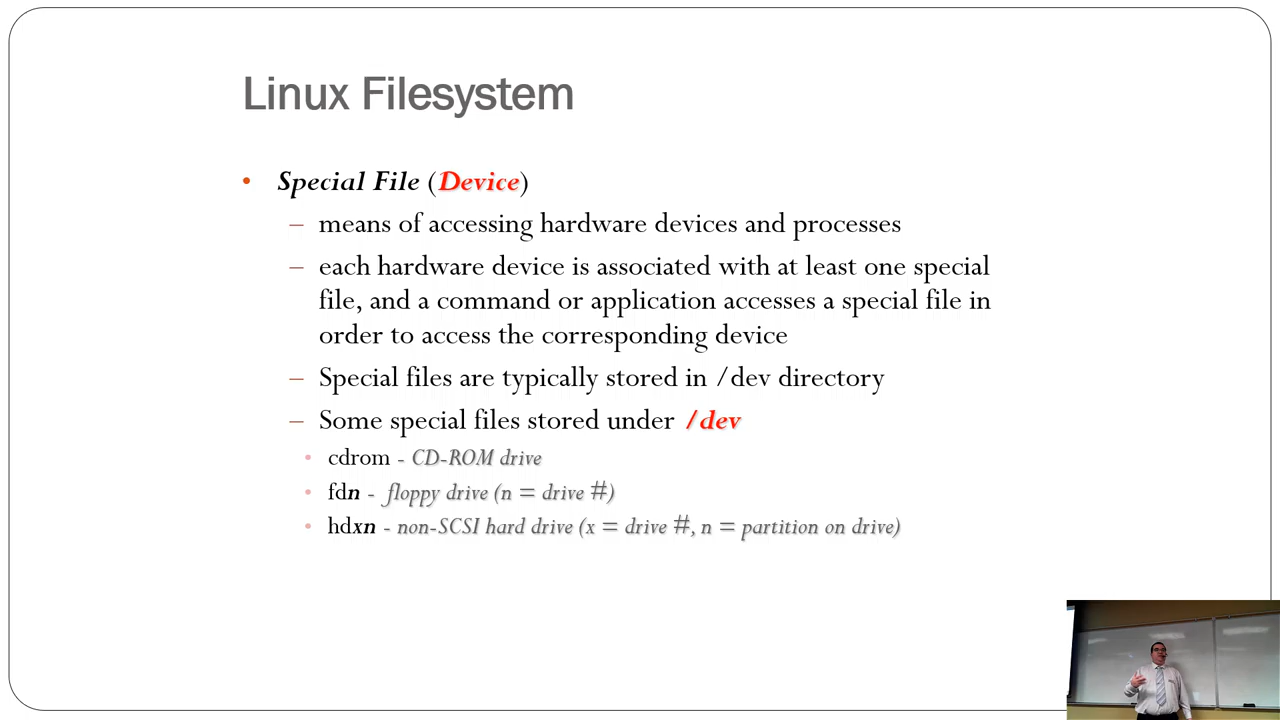 Linux Filesystem
• Special File (Device)
– means of accessing hardware devices and processes
– each hardware device is associated with at least one special
file, and a command or application accesses a special file in
order to access the corresponding device
– Special files are typically stored in /dev directory
– Some special files stored under /dev
• cdrom - CD-ROM drive
• fdn - floppy drive (n = drive #)
• hdxn - non-SCSI hard drive (x = drive #, n = partition on drive)